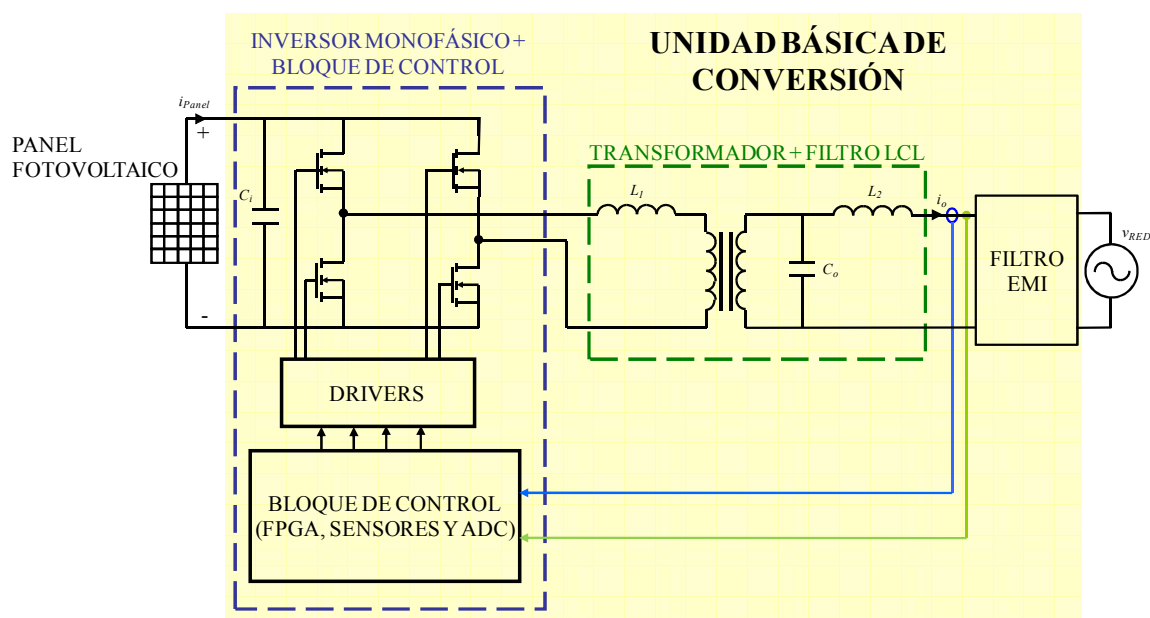 UNIDAD BÁSICA DE
CONVERSIÓN
INVERSOR MONOFÁSICO +
BLOQUE DE CONTROL
iPanel
+
PANEL
FOTOVOLTAICO
Ci
-
TRANSFORMADOR + FILTRO LCL
L1
L2
io
Co
FILTRO
EMI
vRED
DRIVERS
BLOQUE DE CONTROL
(FPGA, SENSORES Y ADC)